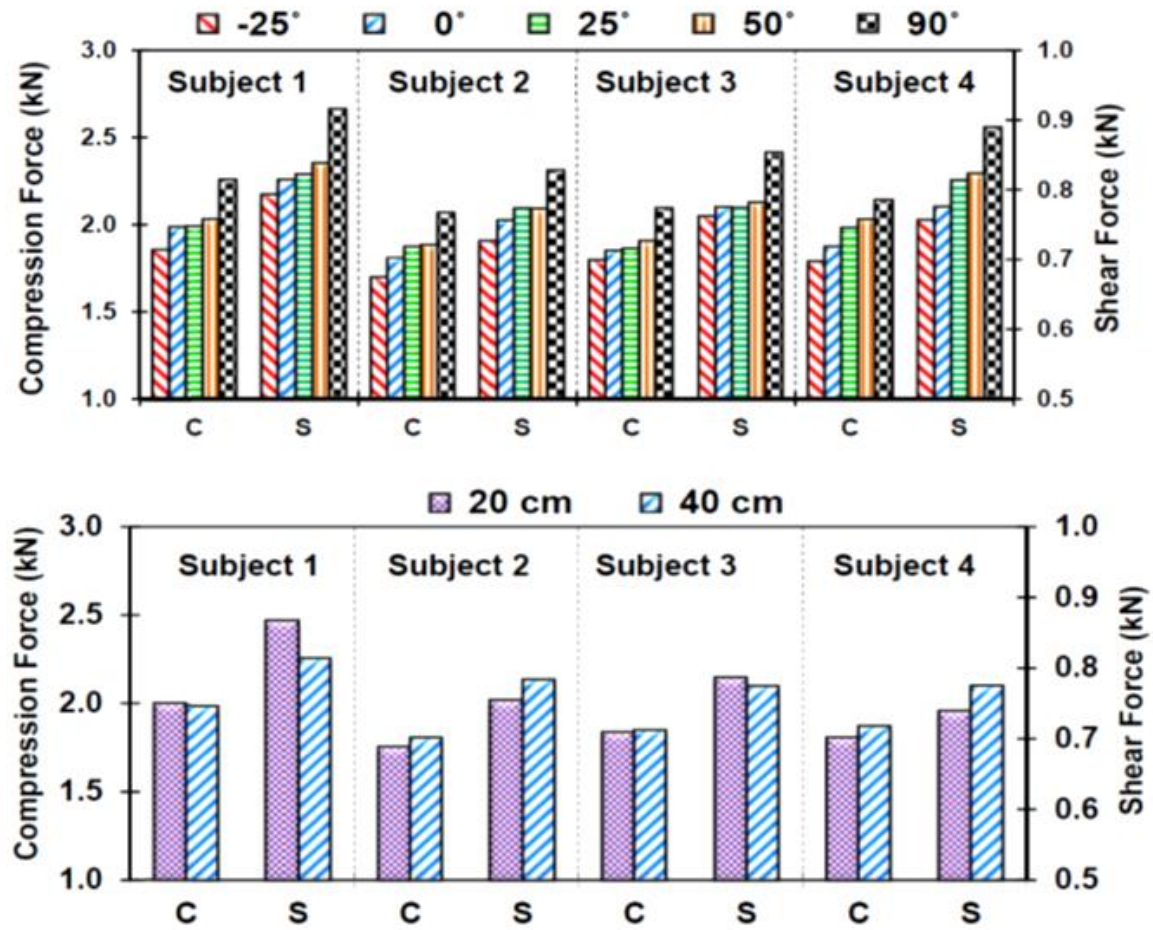 -25° 0° 25° 50° 90°
Compression Force (kN)
3.0
2.5
2.0
1.5
1.0
Subject 1 Subject 2 Subject 3 Subject 4
1.0
0.9
0.8
0.7
0.6
0.5
Shear Force (kN)
C S C S C S C S
20 cm 40 cm
Compression Force (kN)
3.0
2.5
2.0
1.5
1.0
Subject 1 Subject 2 Subject 3 Subject 4
1.0
0.9
0.8
0.7
0.6
0.5
Shear Force (kN)
C S C S C S C S